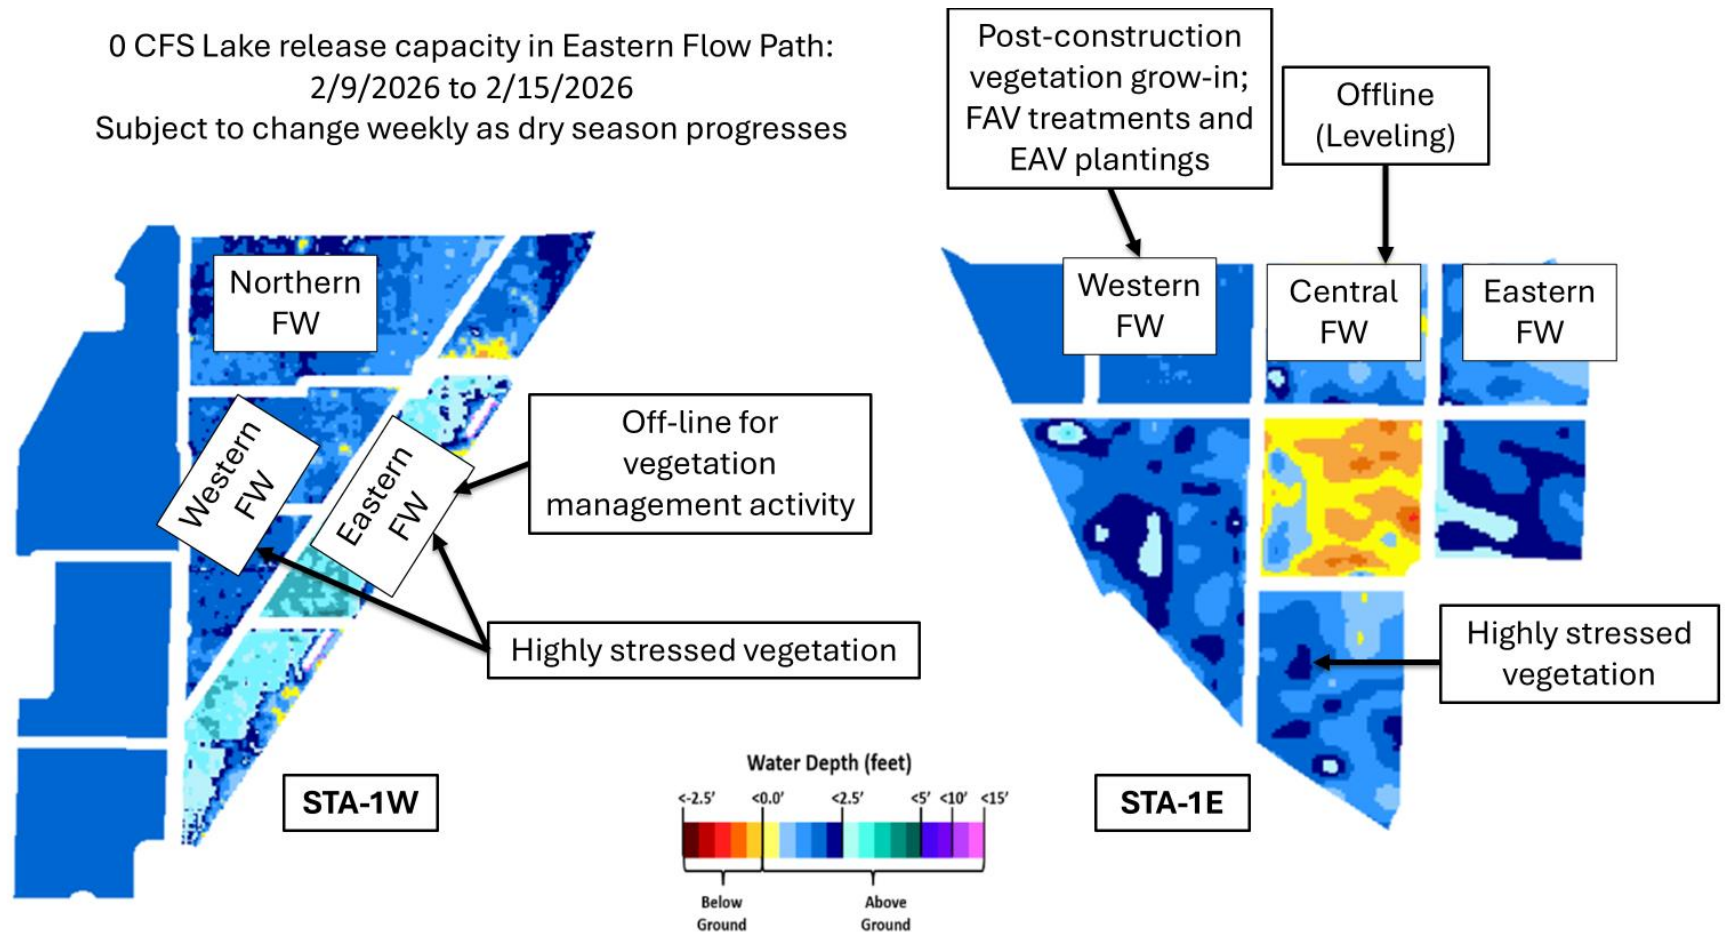 0 CFS Lake release capacity in Eastern Flow Path:
2/9/2026 to 2/15/2026
Subject to change weekly as dry season progresses
Post-construction
vegetation grow-in;
FAV treatments and
EAV plantings
Offline
(Leveling)
Northern
FW
Western
FW
Eastern
FW
Off-line for
vegetation
management activity
Highly stressed vegetation
STA-1W
Western
FW
Central
FW
Eastern
FW
Highly stressed
vegetation
STA-1E
Water Depth (feet)
<-2.5' <0.0' <2.5' <5' <10' <15'
Below
Ground
Above
Ground